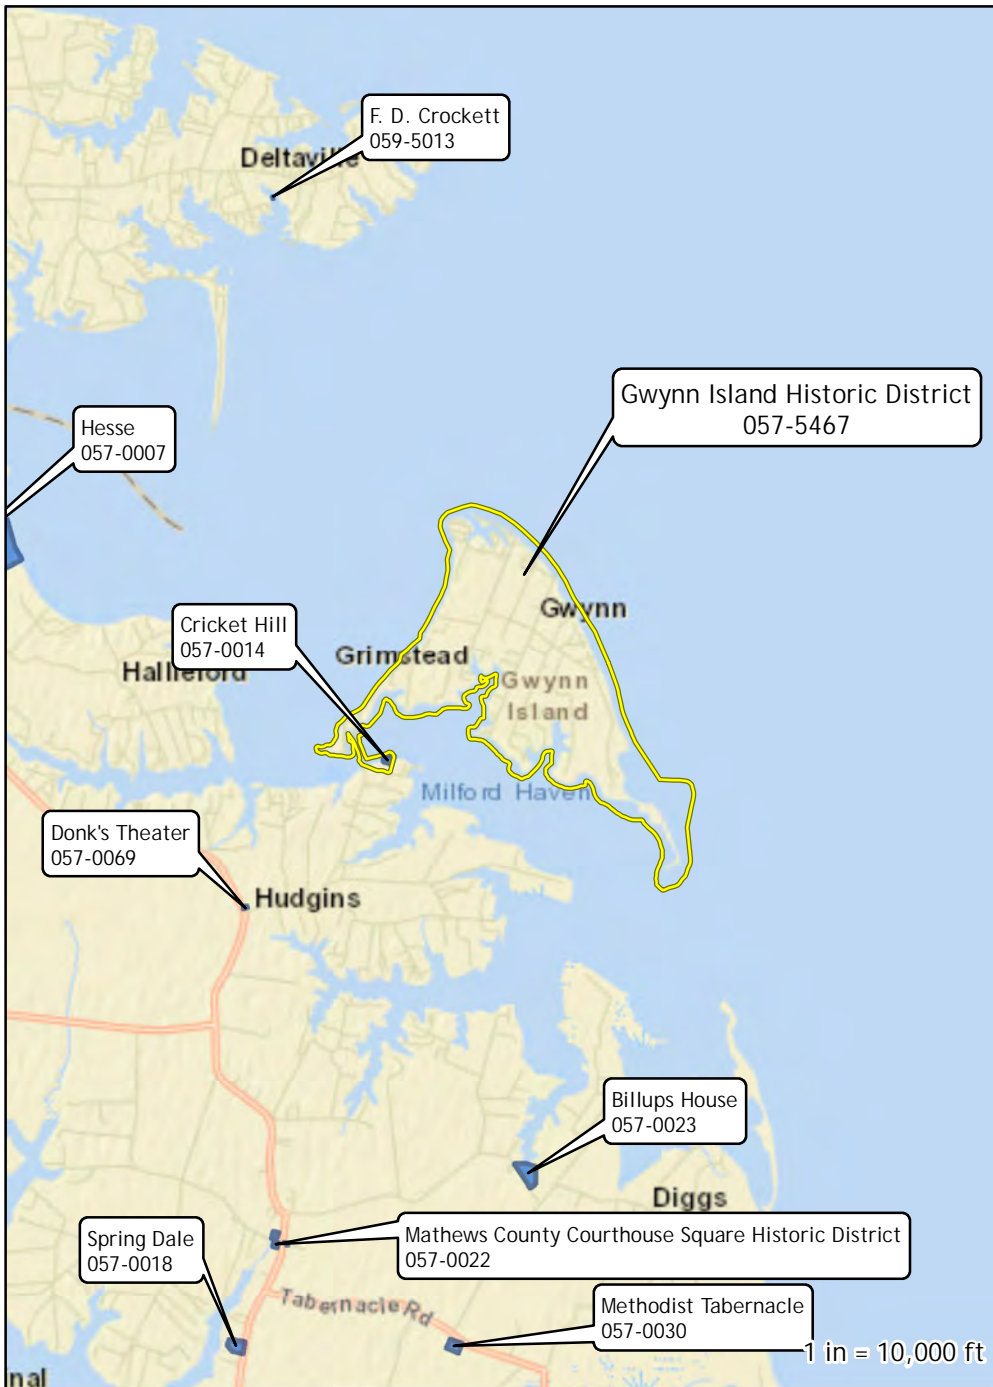 F. D. Crockett
059-5013
Deltaville
Gwynn Island Historic District
057-5467
Hesse
057-0007
Gwynn
Cricket Hill
057-0014
Grimstead
Hallieford
Gwynn
Island
Milford Haven
Donk's Theater
057-0069
Hudgins
Billups House
057-0023
Diggs
Spring Dale
057-0018
Mathews County Courthouse Square Historic District
057-0022
Tabernacle Rd
Methodist Tabernacle
057-0030
1 in = 10,000 ft
nal